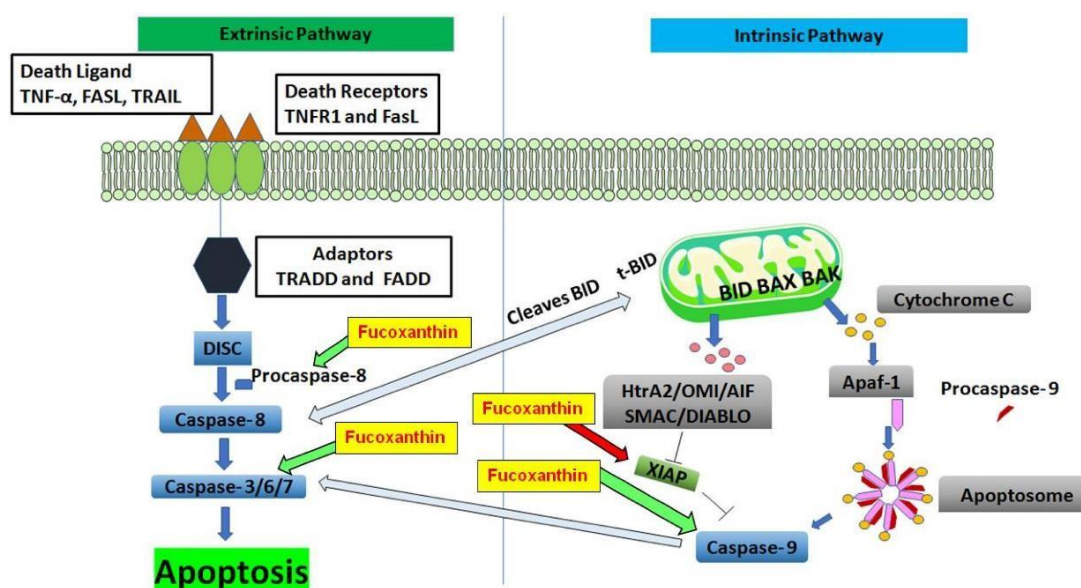 Extrinsic Pathway
Intrinsic Pathway
Death Ligand
TNF-α, FASL, TRAIL
Death Receptors
TNFR1 and FasL
Adaptors
TRADD and FADD
Cleaves BID
t-BID
BID BAX BAK
Cytochrome C
DISC
Fucoxanthin
Procaspase-8
HtrA2/OMI/AIF
SMAC/DIABLO
Apaf-1
Procaspase-9
Caspase-8
Fucoxanthin
Fucoxanthin
XIAP
Fucoxanthin
Caspase-3/6/7
Apoptosome
Caspase-9
Apoptosis